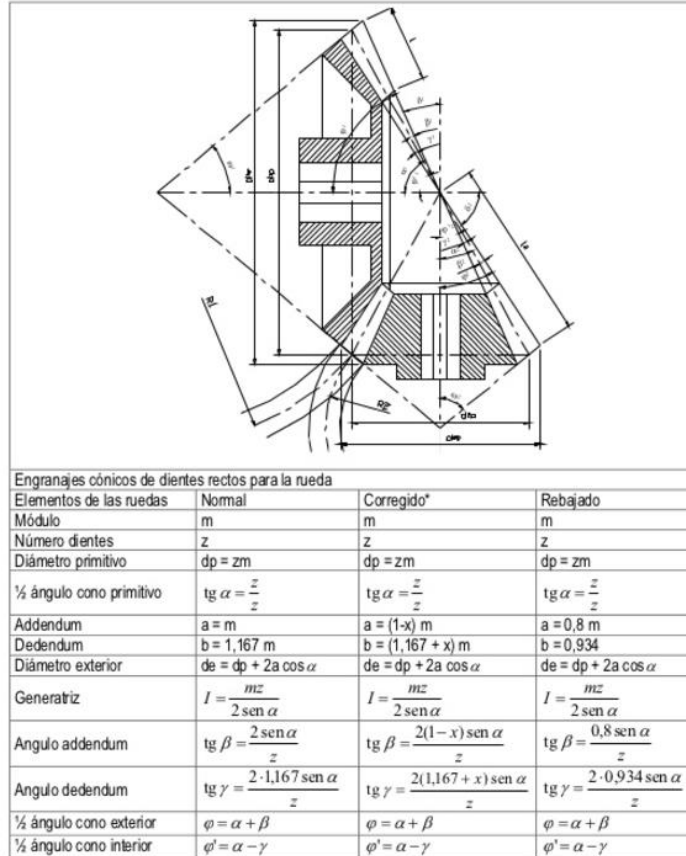 Engranajes cónicos de dientes rectos para la rueda
Elementos de las ruedas Normal Corregido* Rebajado
Módulo m m m
Número dientes z z z
Diámetro primitivo dp = zm dp = zm dp = zm
½ ángulo cono primitivo tg α = z/z tg α = z/z tg α = z/z
Addendum a = m a = (1-x) m a = 0,8 m
Dedendum b = 1,167 m b = (1,167 + x) m b = 0,934
Diámetro exterior de = dp + 2a cos α de = dp + 2a cos α de = dp + 2a cos α
Generatriz I = mz/2 sen α I = mz/2 sen α I = mz/2 sen α
Angulo addendum tg β = 2 sen α/z tg β = 2(1 − x) sen α/z tg β = 0,8 sen α/z
Angulo dedendum tg γ = 2·1,167 sen α/z tg γ = 2(1,167 + x) sen α/z tg γ = 2·0,934 sen α/z
½ ángulo cono exterior φ = α + β φ = α + β φ = α + β
½ ángulo cono interior φ' = α − γ φ' = α − γ φ' = α − γ